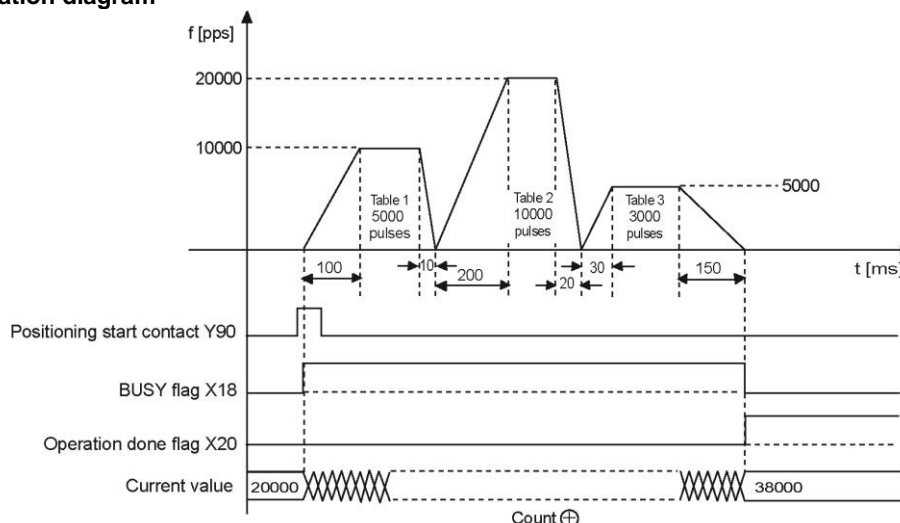 ation diagram
f [pps]
20000
10000
5000
Table 1
5000
pulses
Table 2
10000
pulses
Table 3
3000
pulses
100
10
200
20
30
150
t [ms]
Positioning start contact Y90
BUSY flag X18
Operation done flag X20
Current value
20000
38000
Count ⊕